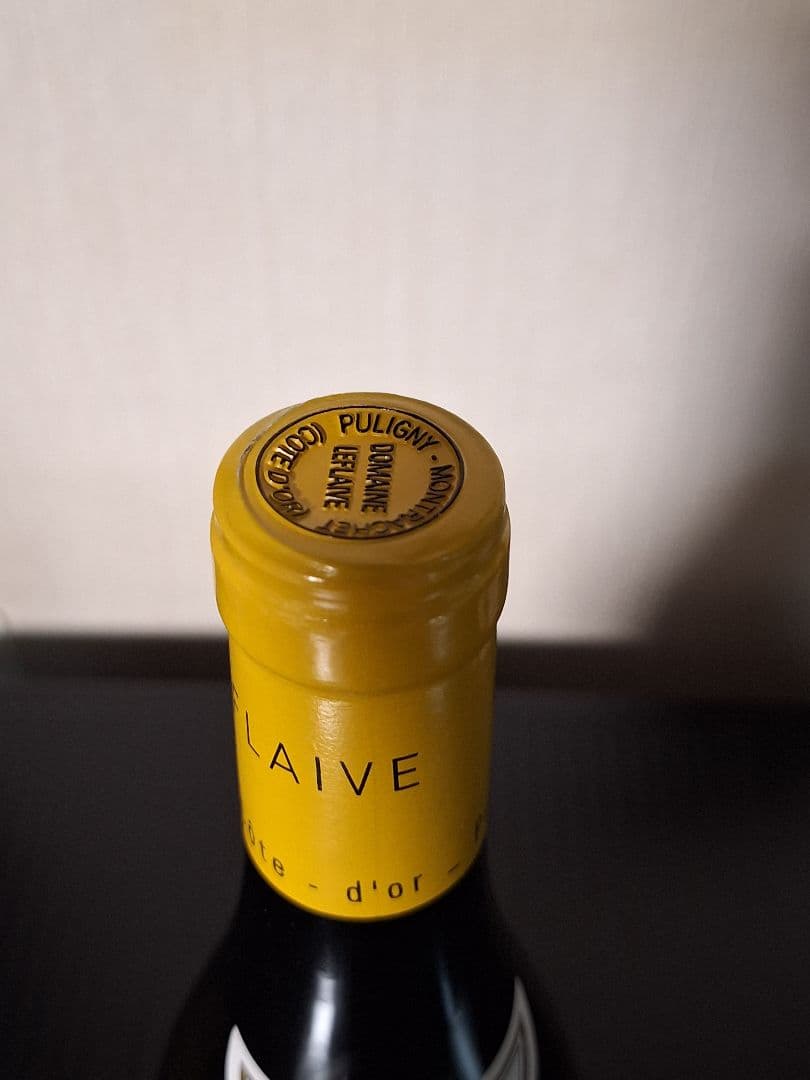 PULIGNY - MONTRACHET (CÔTE D'OR)
DOMAINE
LEFLAIVE
FLAIVE
ôte - d'or -